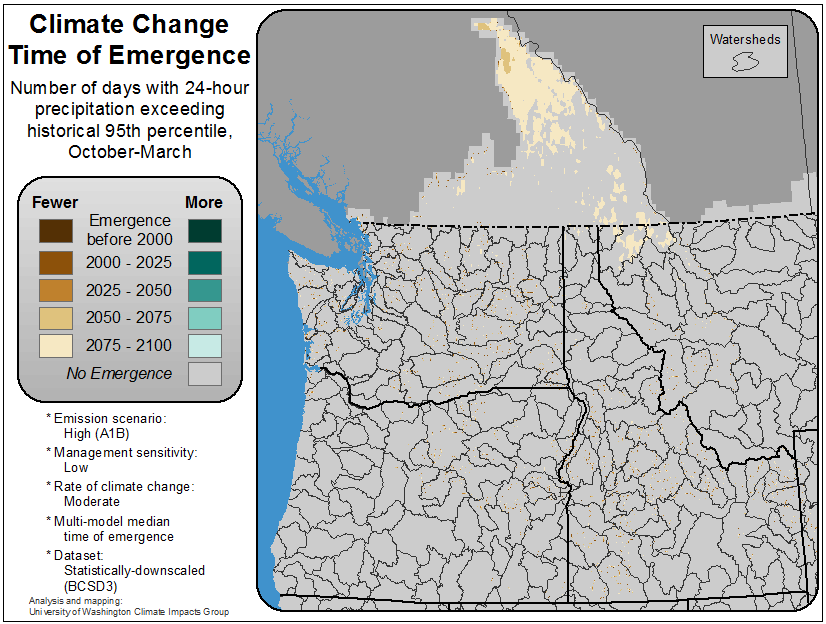 Climate Change
Time of Emergence
Number of days with 24-hour
precipitation exceeding
historical 95th percentile,
October-March
Fewer
More
Emergence
before 2000
2000 - 2025
2025 - 2050
2050 - 2075
2075 - 2100
No Emergence
* Emission scenario:
High (A1B)
* Management sensitivity:
Low
* Rate of climate change:
Moderate
* Multi-model median
time of emergence
* Dataset:
Statistically-downscaled
(BCSD3)
Analysis and mapping:
University of Washington Climate Impacts Group
Watersheds